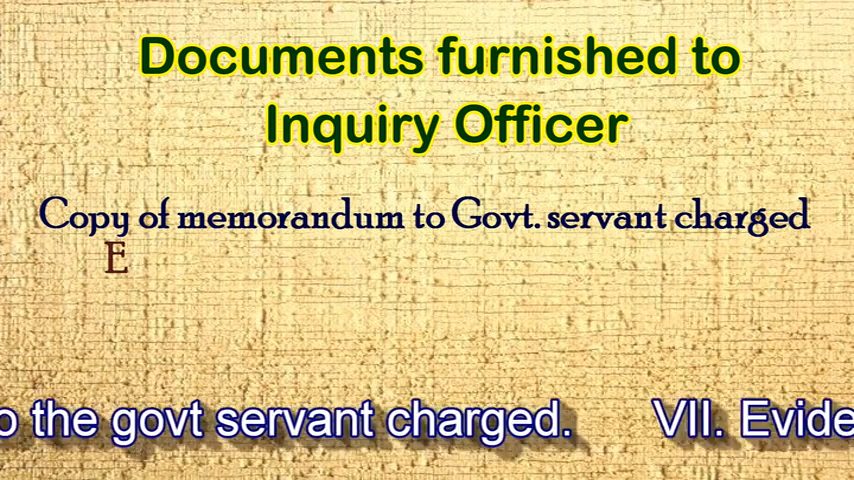 Documents furnished to
Inquiry Officer
Copy of memorandum to Govt. servant charged
E
o the govt servant charged. VII. Evide